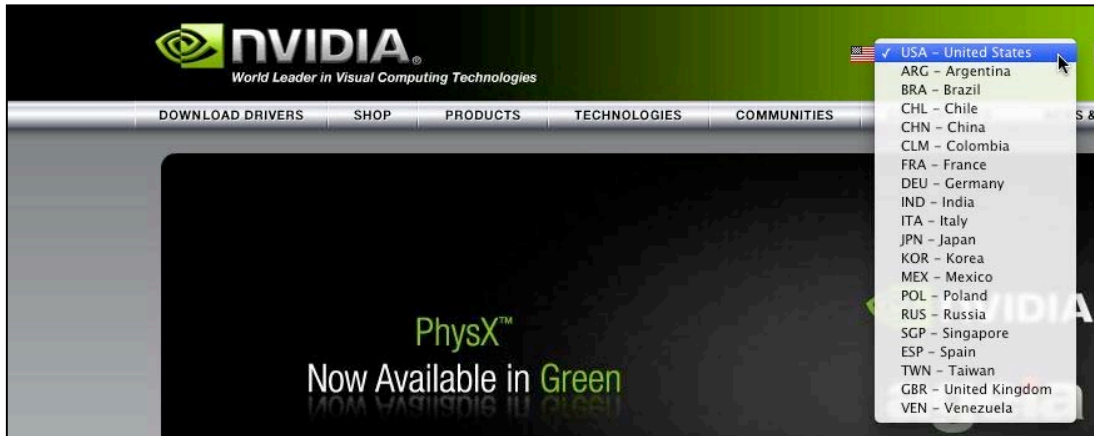 NVIDIA®
World Leader in Visual Computing Technologies
USA – United States
ARG – Argentina
BRA – Brazil
CHL – Chile
CHN – China
CLM – Colombia
FRA – France
DEU – Germany
IND – India
ITA – Italy
JPN – Japan
KOR – Korea
MEX – Mexico
POL – Poland
RUS – Russia
SGP – Singapore
ESP – Spain
TWN – Taiwan
GBR – United Kingdom
VEN – Venezuela
DOWNLOAD DRIVERS SHOP PRODUCTS TECHNOLOGIES COMMUNITIES
PhysX™
Now Available in Green
NVIDIA